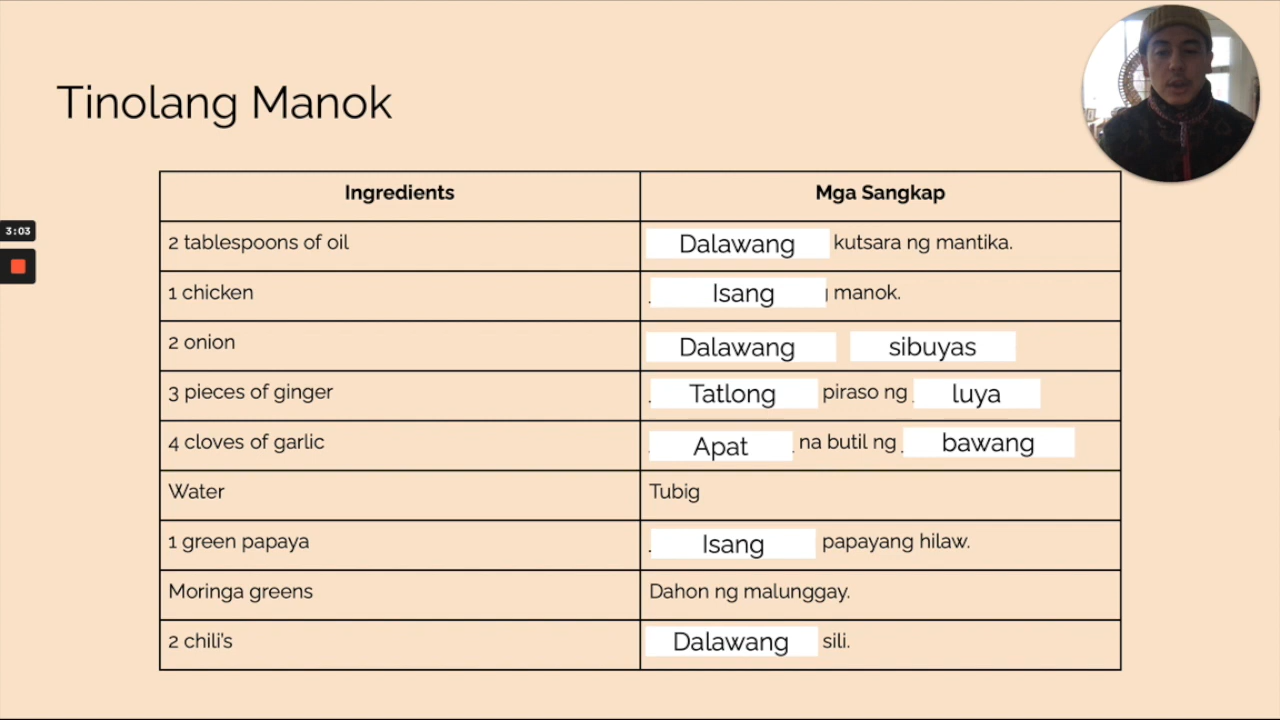 Tinolang Manok
Ingredients Mga Sangkap
3:03
2 tablespoons of oil Dalawang kutsara ng mantika.
1 chicken Isang manok.
2 onion Dalawang sibuyas
3 pieces of ginger Tatlong piraso ng luya
4 cloves of garlic Apat na butil ng bawang
Water Tubig
1 green papaya Isang papayang hilaw.
Moringa greens Dahon ng malunggay.
2 chili's Dalawang sili.